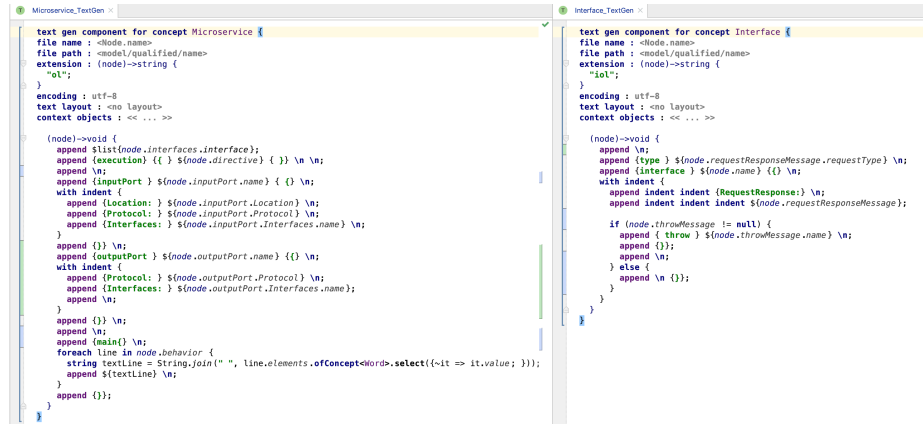 Microservice_TextGen
text gen component for concept Microservice {
file name : <Node.name>
file path : <model/qualified/name>
extension : (node)->string {
"ol";
}
encoding : utf-8
text layout : <no layout>
context objects : << ... >>
(node)->void {
append $list{node.interfaces.interface};
append {execution} {{ } ${node.directive} { }} \n \n;
append \n;
append {inputPort } ${node.inputPort.name} { {} \n;
with indent {
append {Location: } ${node.inputPort.Location} \n;
append {Protocol: } ${node.inputPort.Protocol} \n;
append {Interfaces: } ${node.inputPort.Interfaces.name} \n;
}
append {}} \n;
append {outputPort } ${node.outputPort.name} {{} \n;
with indent {
append {Protocol: } ${node.outputPort.Protocol} \n;
append {Interfaces: } ${node.outputPort.Interfaces.name};
append \n;
}
append {}} \n;
append \n;
append {main{} \n;
foreach line in node.behavior {
string textLine = String.join(" ", line.elements.ofConcept<Word>.select({~it => it.value; }));
append ${textLine} \n;
}
append {}};
}
}
Interface_TextGen
text gen component for concept Interface {
file name : <Node.name>
file path : <model/qualified/name>
extension : (node)->string {
"iol";
}
encoding : utf-8
text layout : <no layout>
context objects : << ... >>
(node)->void {
append \n;
append {type } ${node.requestResponseMessage.requestType} \n;
append {interface } ${node.name} {{} \n;
with indent {
append indent indent {RequestResponse:} \n;
append indent indent indent ${node.requestResponseMessage};
if (node.throwMessage != null) {
append { throw } ${node.throwMessage.name} \n;
append {}};
append \n;
} else {
append \n {}};
}
}
}
}